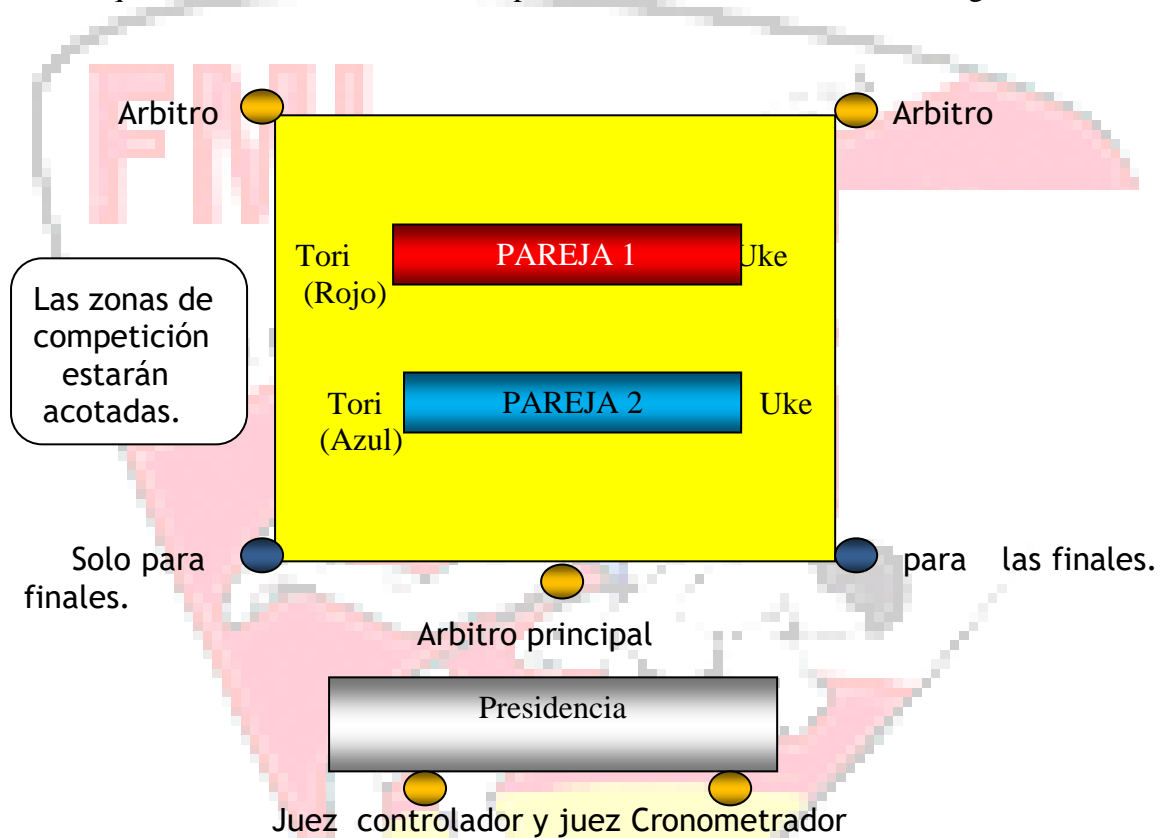 Arbitro
Arbitro
Tori
PAREJA 1
Uke
(Rojo)
Las zonas de
competición
estarán
acotadas.
Tori
PAREJA 2
Uke
(Azul)
Solo para
finales.
para las finales.
Arbitro principal
Presidencia
Juez controlador y juez Cronometrador